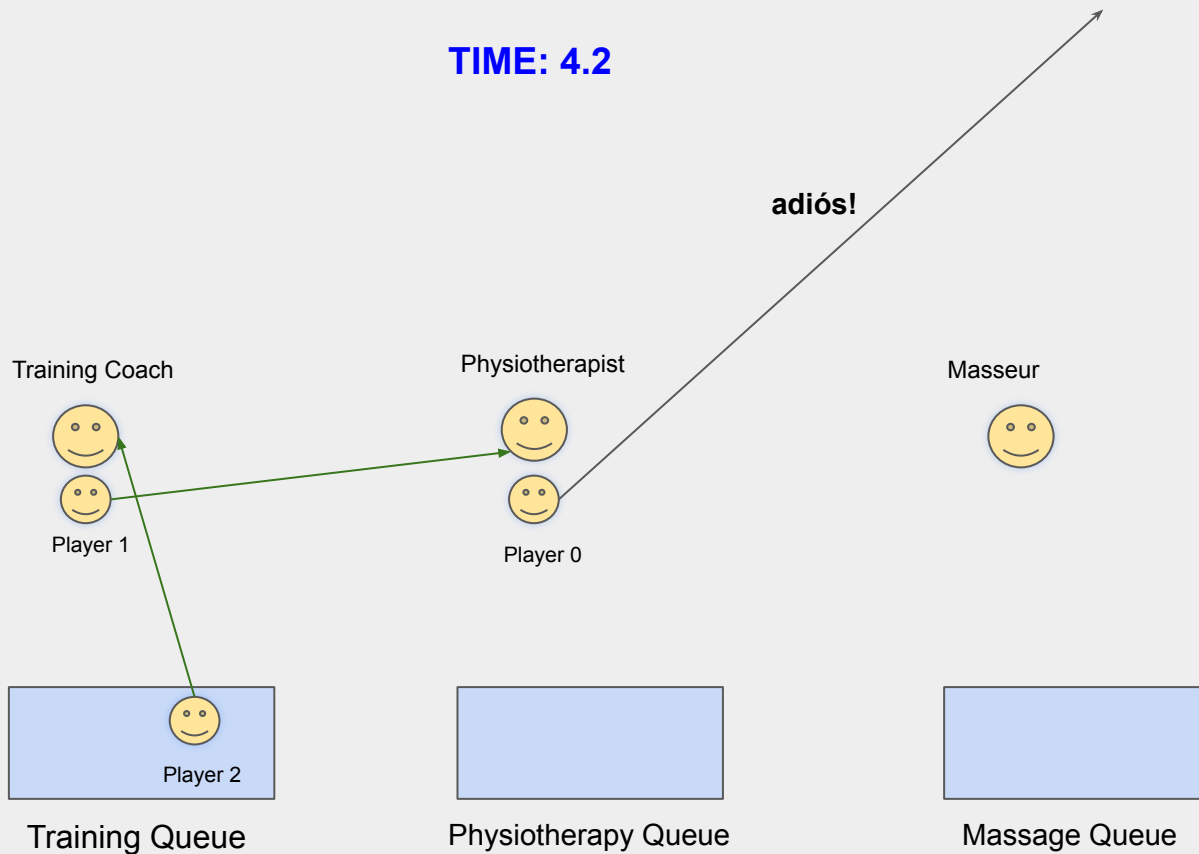 TIME: 4.2
adiós!
Training Coach
Physiotherapist
Masseur
Player 1
Player 0
Player 2
Training Queue
Physiotherapy Queue
Massage Queue